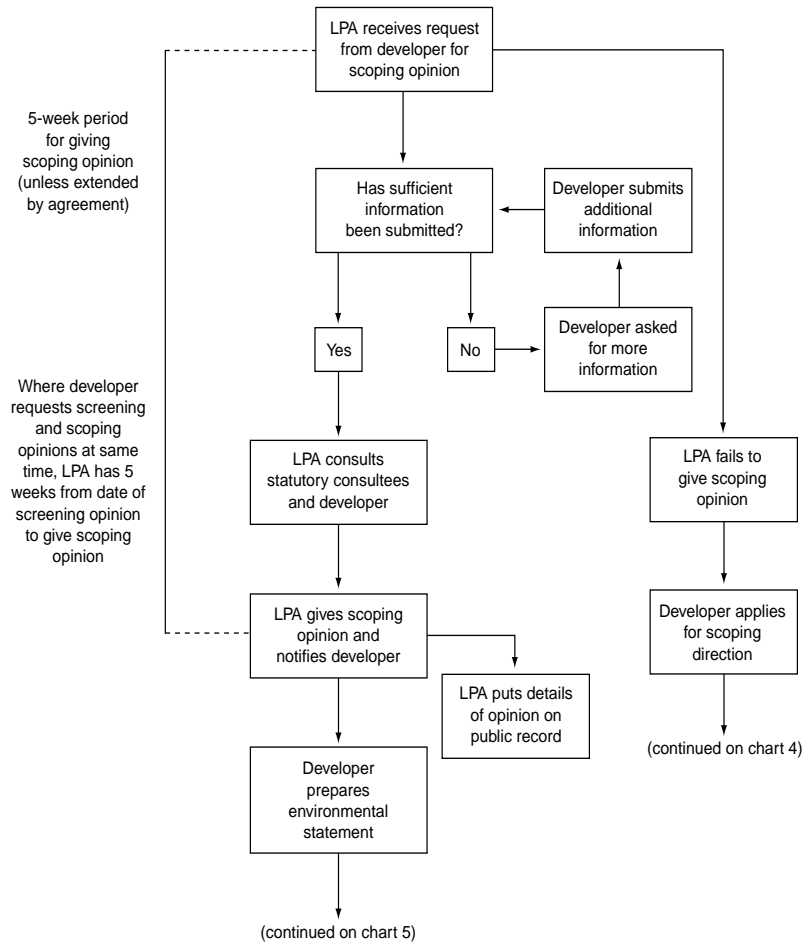 LPA receives request
from developer for
scoping opinion
5-week period
for giving
scoping opinion
(unless extended
by agreement)
Has sufficient
information
been submitted?
Developer submits
additional
information
Yes
No
Developer asked
for more
information
Where developer
requests screening
and scoping
opinions at same
time, LPA has 5
weeks from date of
screening opinion
to give scoping
opinion
LPA consults
statutory consultees
and developer
LPA fails to
give scoping
opinion
LPA gives scoping
opinion and
notifies developer
Developer applies
for scoping
direction
LPA puts details
of opinion on
public record
(continued on chart 4)
Developer
prepares
environmental
statement
(continued on chart 5)